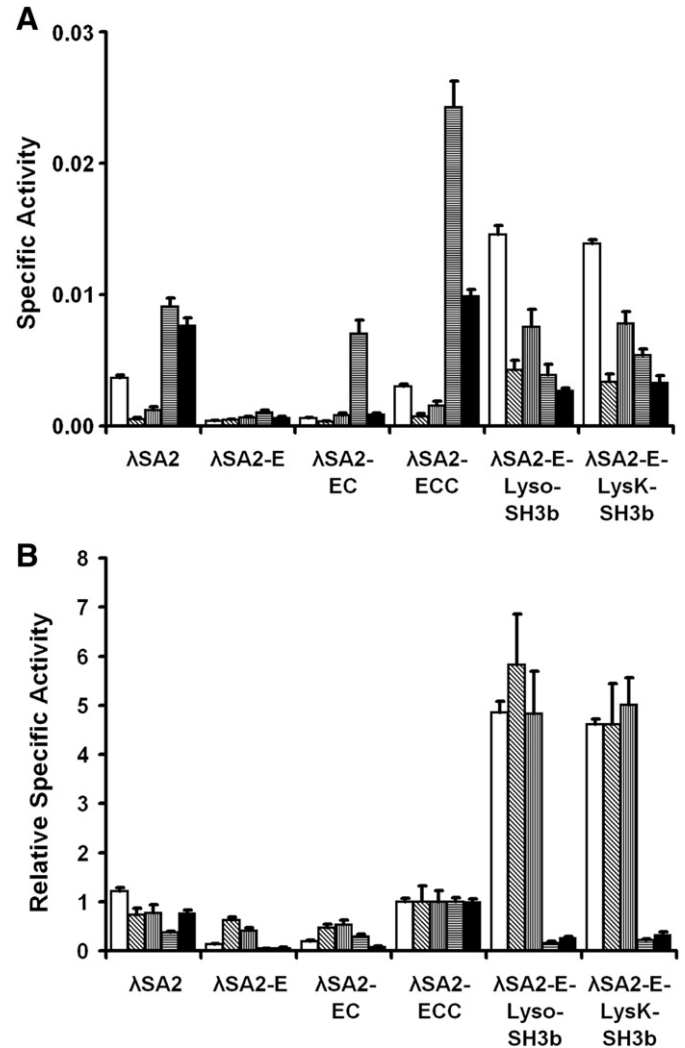 A
0.03
0.02
0.01
0.00
Specific Activity
λSA2
λSA2-E
λSA2-
EC
λSA2-
ECC
λSA2-E-
Lyso-
SH3b
λSA2-E-
LysK-
SH3b
B
8
7
6
5
4
3
2
1
0
Relative Specific Activity
λSA2
λSA2-E
λSA2-
EC
λSA2-
ECC
λSA2-E-
Lyso-
SH3b
λSA2-E-
LysK-
SH3b